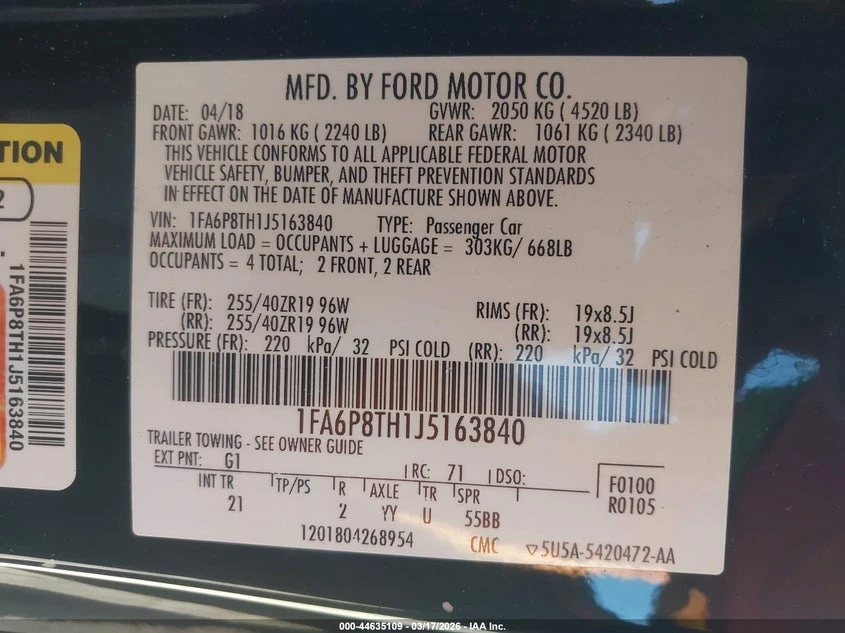 MFD. BY FORD MOTOR CO.
DATE: 04/18 GVWR: 2050 KG ( 4520 LB)
FRONT GAWR: 1016 KG ( 2240 LB) REAR GAWR: 1061 KG ( 2340 LB)
THIS VEHICLE CONFORMS TO ALL APPLICABLE FEDERAL MOTOR
VEHICLE SAFETY, BUMPER, AND THEFT PREVENTION STANDARDS
IN EFFECT ON THE DATE OF MANUFACTURE SHOWN ABOVE.
VIN: 1FA6P8TH1J5163840 TYPE: Passenger Car
MAXIMUM LOAD = OCCUPANTS + LUGGAGE = 303KG/ 668LB
OCCUPANTS = 4 TOTAL; 2 FRONT, 2 REAR
TIRE (FR): 255/40ZR19 96W RIMS (FR): 19x8.5J
(RR): 255/40ZR19 96W (RR): 19x8.5J
PRESSURE (FR): 220 kPa/ 32 PSI COLD (RR): 220 kPa/ 32 PSI COLD
1FA6P8TH1J5163840
TRAILER TOWING - SEE OWNER GUIDE
EXT PNT: G1 RC: 71 DSO: F0100
INT TR TP/PS R AXLE TR SPR R0105
21 2 YY U 55BB
1201804268954 CMC ▽5U5A-5420472-AA
TION
2
1FA6P8TH1J5163840
000-44635109 - 03/17/2026 - IAA Inc.